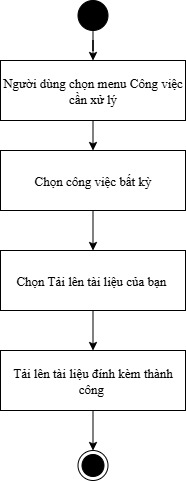 Người dùng chọn menu Công việc
cần xử lý
Chọn công việc bất kỳ
Chọn Tải lên tài liệu của bạn
Tải lên tài liệu đính kèm thành
công